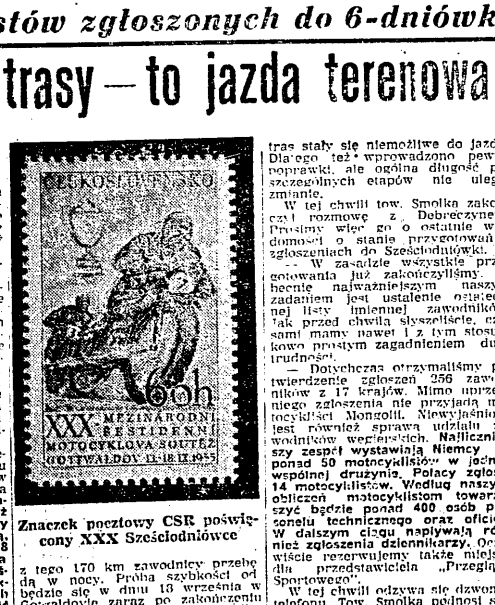 stów zgłoszonych do 6-dniówk
trasy — to jazda terenowa
ČESKOSLOVENSKO
60h
XXX MEZINÁRODNÍ
ŠESTIDENNÍ
MOTOCYKLOVÁ SOUTĚŽ
GOTTWALDOV 13-18.IX.1955
Znaczek pocztowy CSR poświę-
cony XXX Sześciodniówce
z tego 170 km zawodnicy przebę
dą w nocy. Próba szybkości od
będzie się w dniu 18 września w
Gotwaldowie zaraz po zakończeniu
tras stały się niemożliwe do jazd
Dlatego też wprowadzono pew
poprawki, ale ogólna długość p
szczególnych etapów nie uleg
zmianie.
W tej chwili tow. Smolka zako
czył rozmowę z Debreczyne
Prosimy więc go o ostatnie w
domości o stanie przygotowań
zgłoszeniach do Sześciodniówki.
— W zasadzie wszystkie prz
gotowania już zakończyliśmy.
becnie najważniejszym naszy
zadaniem jest ustalenie ostatec
nej listy imiennej zawodnikó
Jak przed chwilą słyszeliście, cz
sami mamy nawet i z tym stosu
kowo prostym zagadnieniem du
trudności.
— Dotychczas otrzymaliśmy p
twierdzenie zgłoszeń 256 zawo
ników z 17 krajów. Mimo uprze
niego zgłoszenia nie przyjadą m
tocykliści Mongolii. Niewyjaśnio
jest również sprawa udziału z
wodników węgierskich. Najliczni
szy zespół wystawiają Niemcy
ponad 50 motocyklistów w jedn
wspólnej drużynie. Polacy zgło
14 motocyklistów. Według naszy
obliczeń motocyklistom towarz
szyć będzie ponad 400 osób p
sonelu technicznego oraz oficja
W dalszym ciągu napływają ró
nież zgłoszenia dziennikarzy. Oc
wiście rezerwujemy także miejs
dla przedstawiciela „Przeglą
Sportowego".
W tej chwili odzywa się dzwon
telefonu. Tow. Smolka podnosi